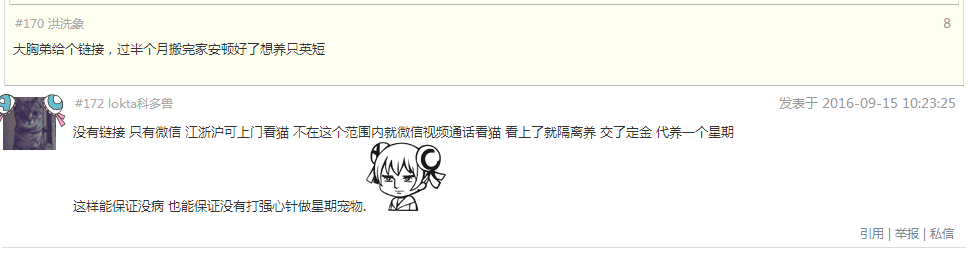 #170 洪洗象
8
大胸弟给个链接，过半个月搬完家安顿好了想养只英短
#172 lokta科多兽
发表于 2016-09-15 10:23:25
没有链接 只有微信 江浙沪可上门看猫 不在这个范围内就微信视频通话看猫 看上了就隔离养 交了定金 代养一个星期
这样能保证没病 也能保证没有打强心针做星期宠物.
引用 | 举报 | 私信